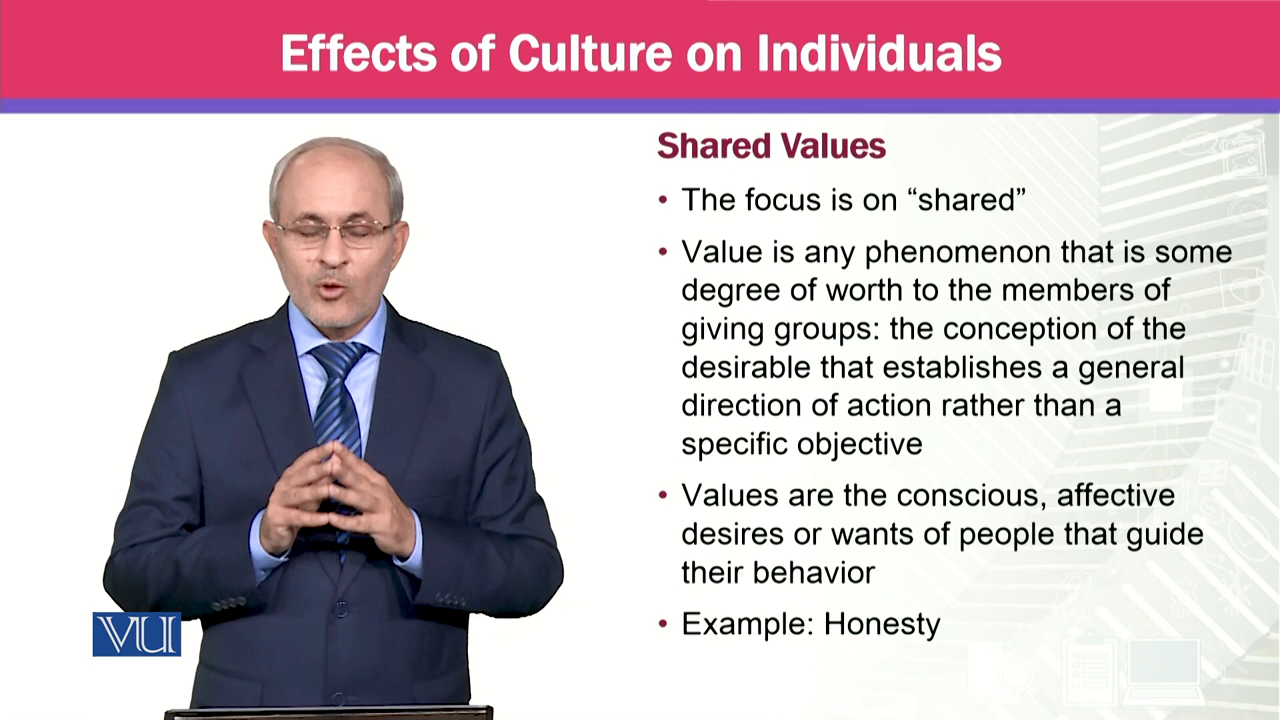 Effects of Culture on Individuals
Shared Values
• The focus is on “shared”
• Value is any phenomenon that is some
degree of worth to the members of
giving groups: the conception of the
desirable that establishes a general
direction of action rather than a
specific objective
• Values are the conscious, affective
desires or wants of people that guide
their behavior
• Example: Honesty
VU